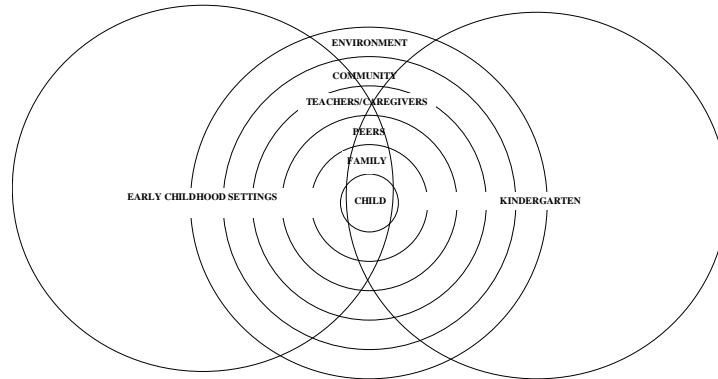 ENVIRONMENT
COMMUNITY
TEACHERS/CAREGIVERS
PEERS
FAMILY
EARLY CHILDHOOD SETTINGS
CHILD
KINDERGARTEN